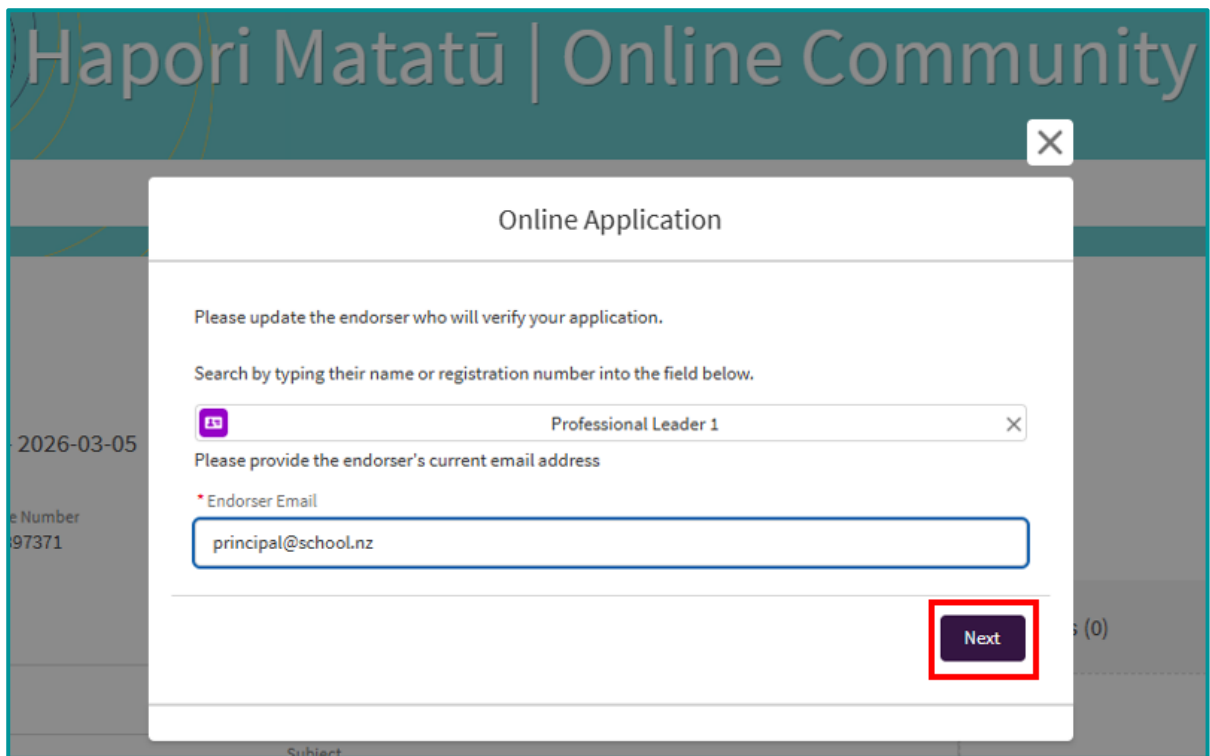 Hapori Matatū | Online Community
Online Application
Please update the endorser who will verify your application.
Search by typing their name or registration number into the field below.
Professional Leader 1
2026-03-05
Please provide the endorser's current email address
* Endorser Email
e Number
principal@school.nz
397371
Next
s (0)
Subject